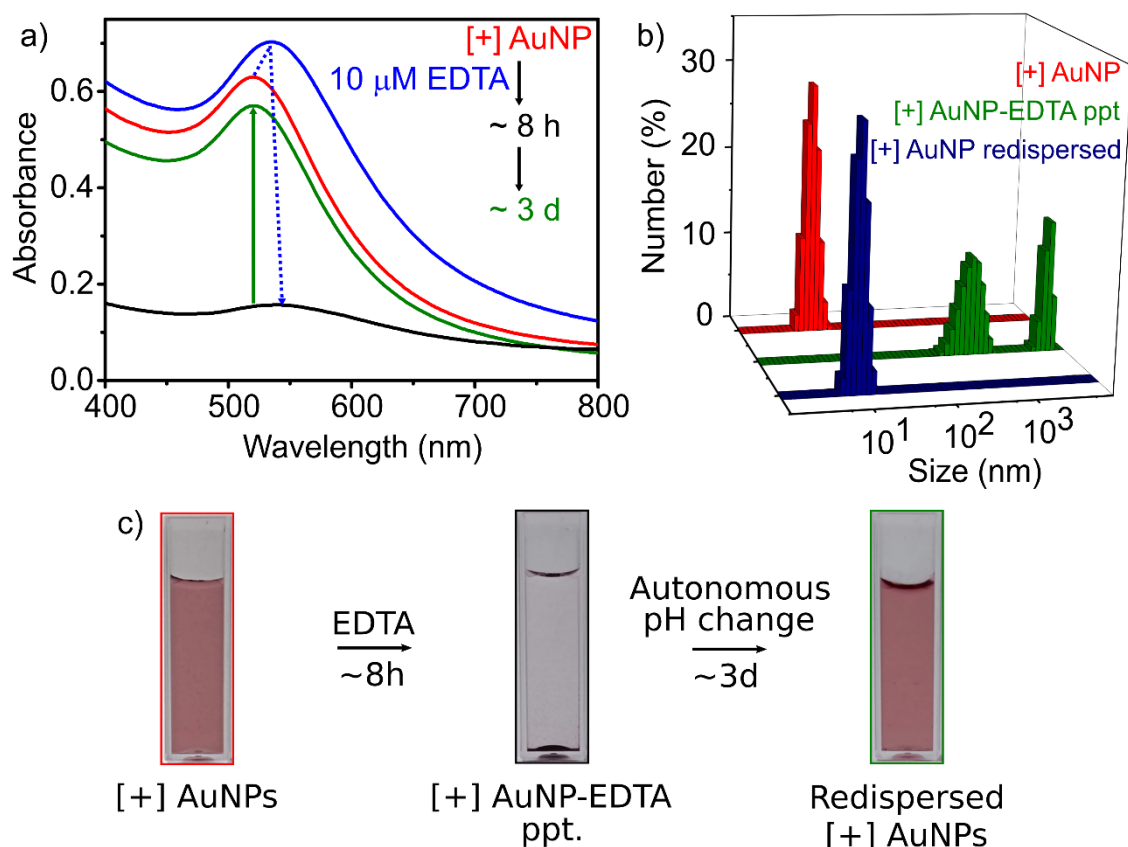 a)
[+] AuNP
10 μM EDTA
~ 8 h
~ 3 d
Absorbance
0.6
0.4
0.2
0.0
400
500
600
700
800
Wavelength (nm)
b)
[+] AuNP
[+] AuNP-EDTA ppt
[+] AuNP redispersed
Number (%)
30
20
10
0
10¹
10²
10³
Size (nm)
c)
EDTA
~8h
Autonomous
pH change
~3d
[+] AuNPs
[+] AuNP-EDTA
ppt.
Redispersed
[+] AuNPs